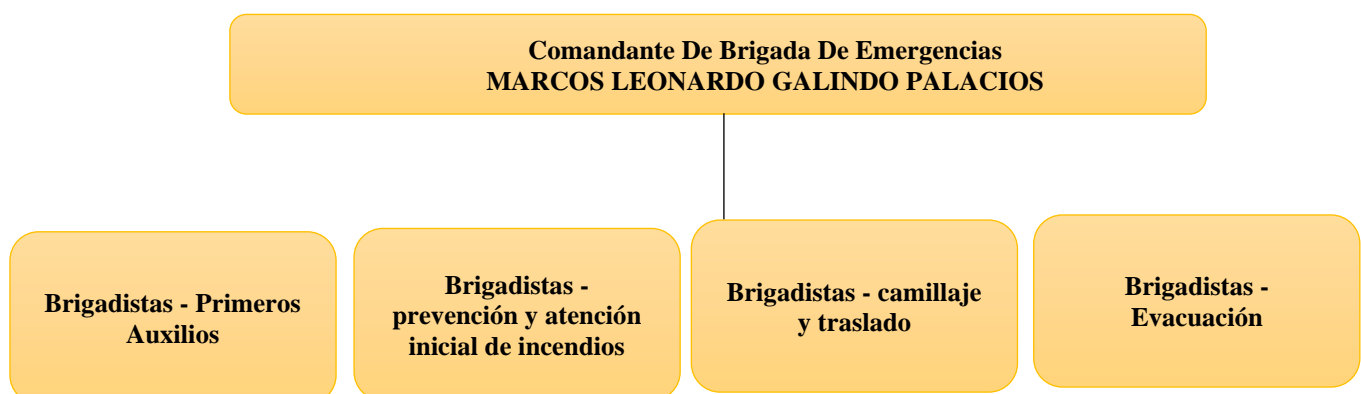 Comandante De Brigada De Emergencias
MARCOS LEONARDO GALINDO PALACIOS
Brigadistas - Primeros
Auxilios
Brigadistas -
prevención y atención
inicial de incendios
Brigadistas - camillaje
y traslado
Brigadistas -
Evacuación